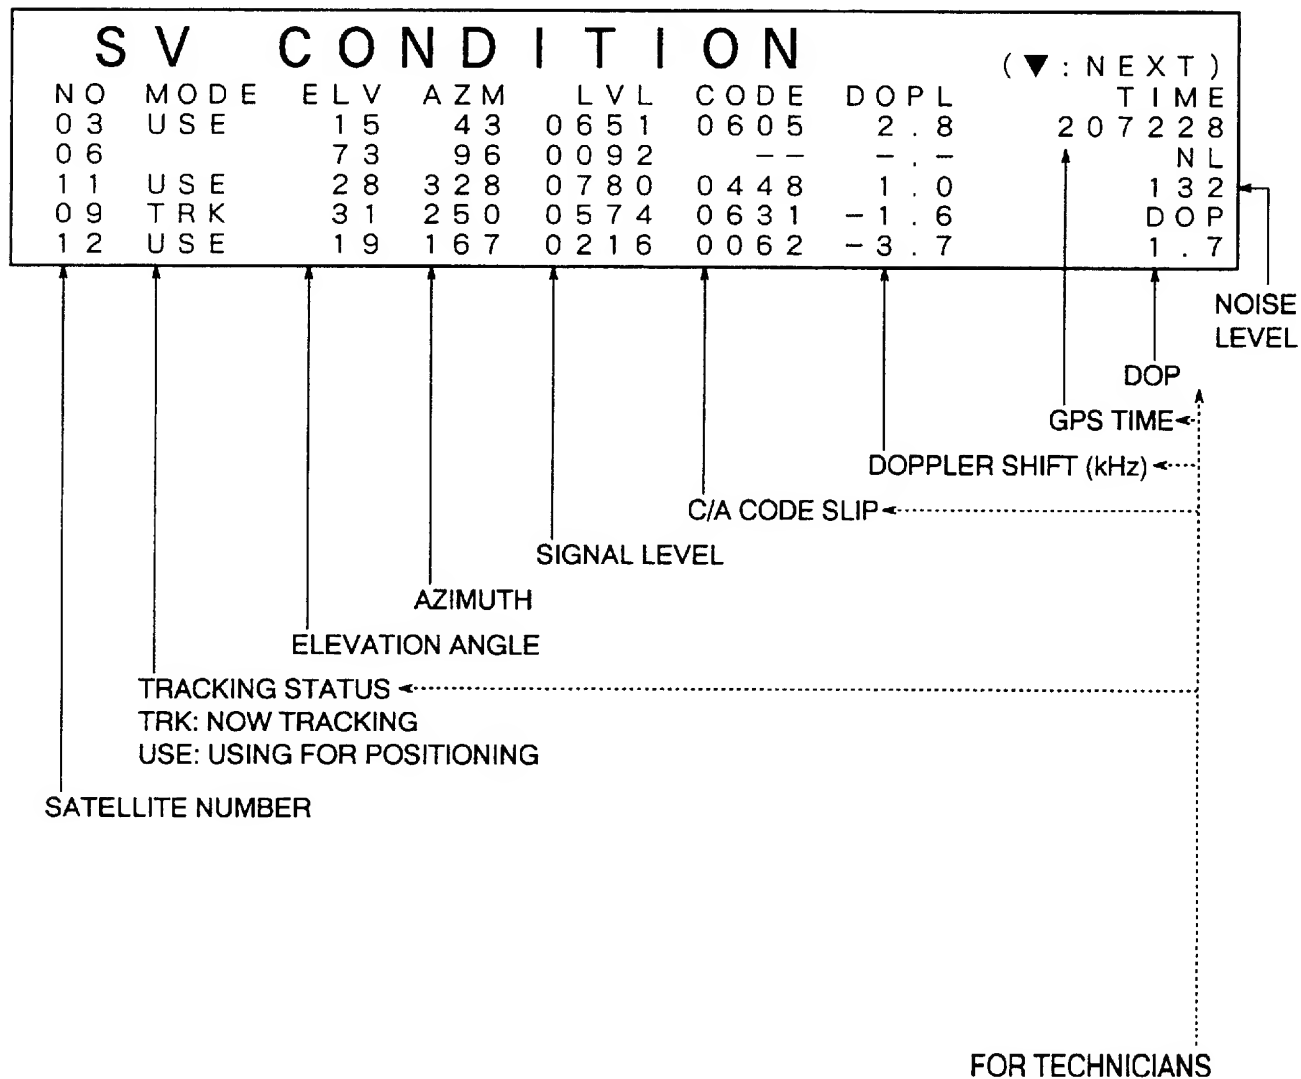 SV CONDITION
(▼:NEXT)
NO MODE ELV AZM LVL CODE DOPL TIME
03 USE 15 43 0651 0605 2.8 207228
06 73 96 0092 -- -.- NL
11 USE 28 328 0780 0448 1.0 132
09 TRK 31 250 0574 0631 -1.6 DOP
12 USE 19 167 0216 0062 -3.7 1.7
NOISE
LEVEL
DOP
GPS TIME
DOPPLER SHIFT (kHz)
C/A CODE SLIP
SIGNAL LEVEL
AZIMUTH
ELEVATION ANGLE
TRACKING STATUS
TRK: NOW TRACKING
USE: USING FOR POSITIONING
SATELLITE NUMBER
FOR TECHNICIANS